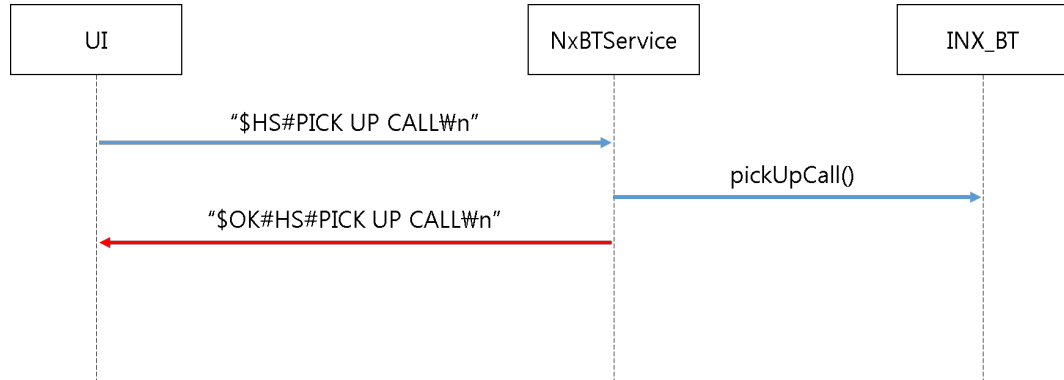 UI
NxBTService
INX_BT
“$HS#PICK UP CALL₩n”
pickUpCall()
“$OK#HS#PICK UP CALL₩n”